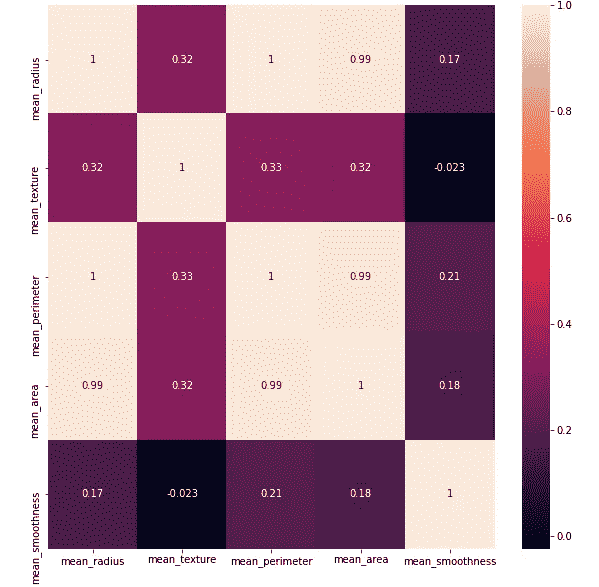 mean_radius 1 0.32 1 0.99 0.17
mean_texture 0.32 1 0.33 0.32 -0.023
mean_perimeter 1 0.33 1 0.99 0.21
mean_area 0.99 0.32 0.99 1 0.18
mean_smoothness 0.17 -0.023 0.21 0.18 1
mean_radius mean_texture mean_perimeter mean_area mean_smoothness
1.0
0.8
0.6
0.4
0.2
0.0